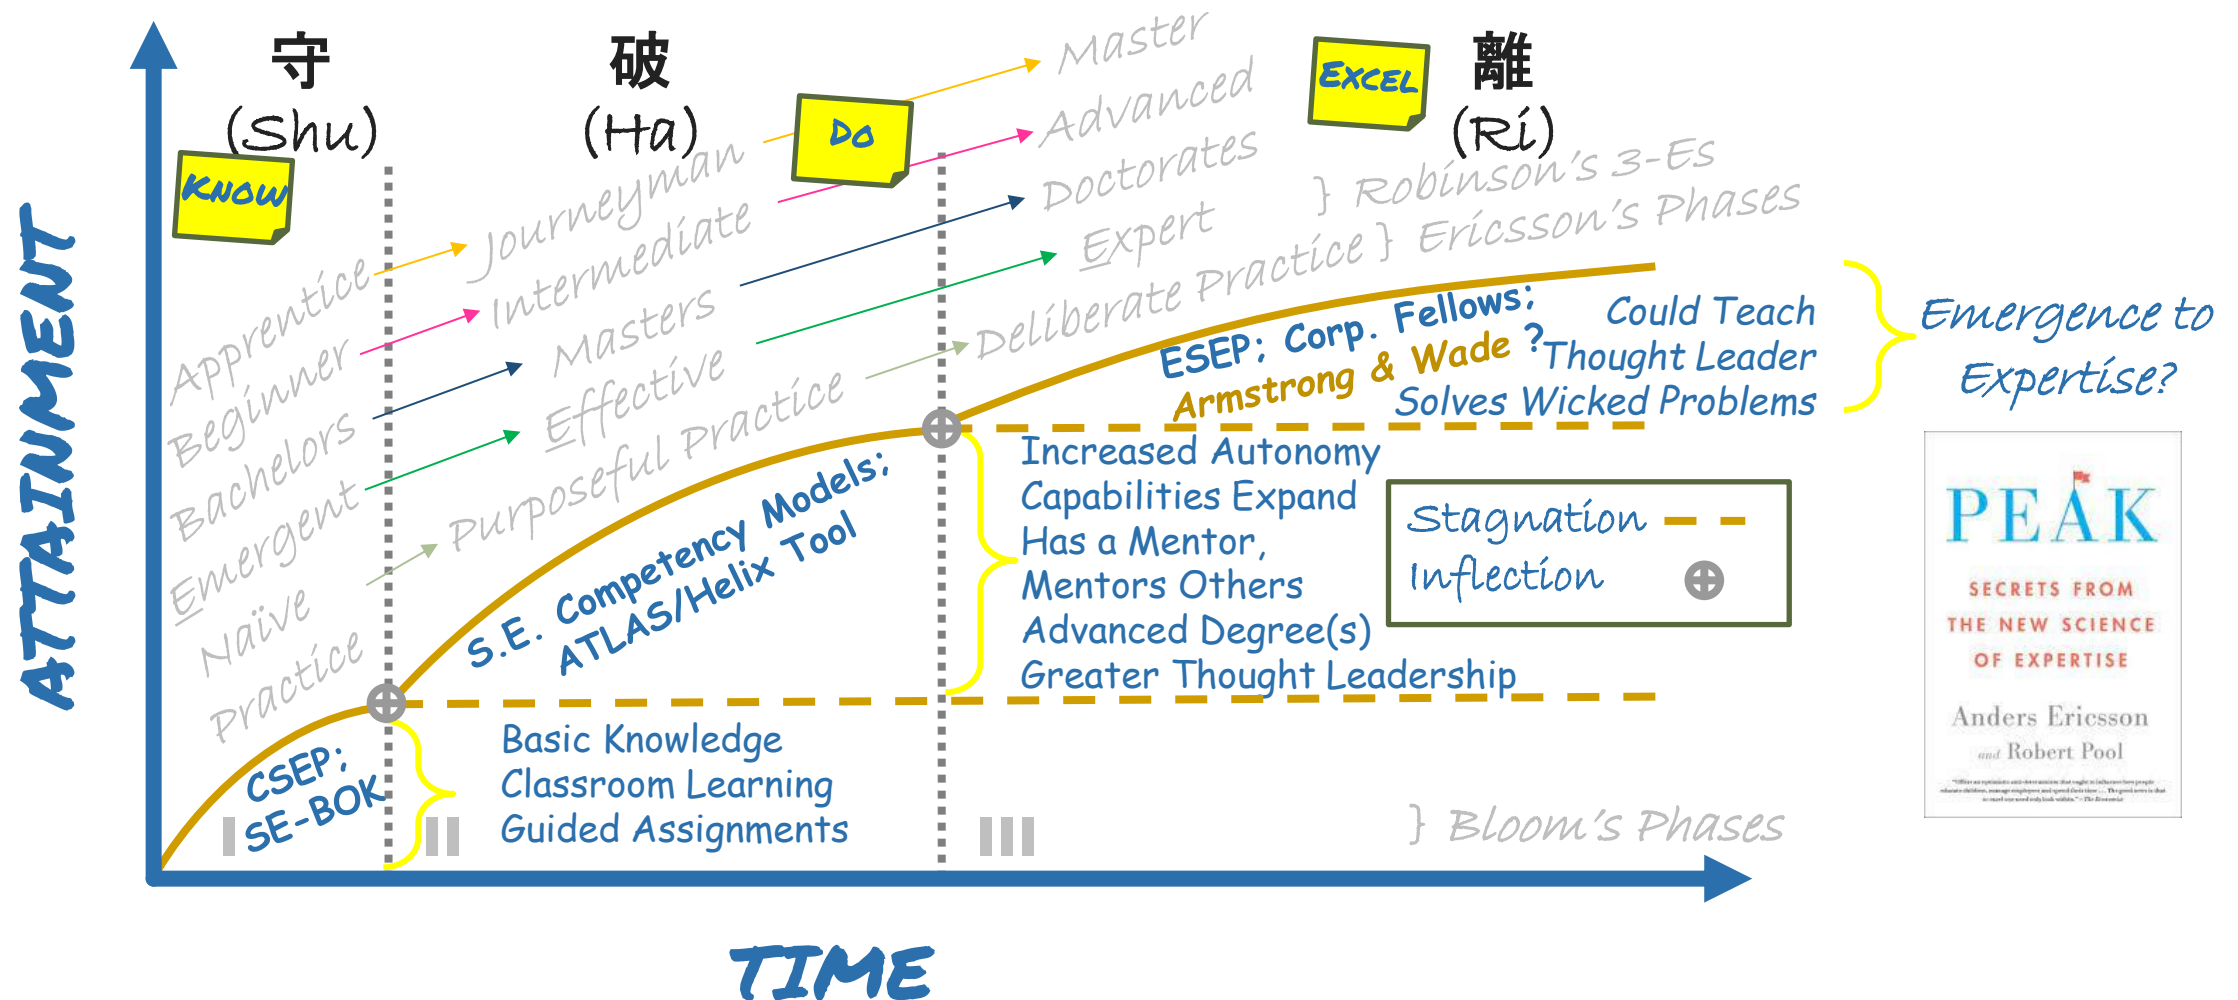 守
(Shu)
KNOW
破
(Ha)
DO
EXCEL
離
(Ri)
Apprentice
Journeyman
Master
Beginner
Intermediate
Advanced
Bachelors
Masters
Doctorates
Emergent
Effective
Expert
} Robinson's 3-Es
Naïve
Practice
Purposeful Practice
Deliberate Practice } Ericsson's Phases
ATTAINMENT
CSEP;
SE-BOK
S.E. Competency Models;
ATLAS/Helix Tool
ESEP; Corp. Fellows;
Armstrong & Wade ?
Could Teach
Thought Leader
Solves Wicked Problems
Emergence to
Expertise?
Increased Autonomy
Capabilities Expand
Has a Mentor,
Mentors Others
Advanced Degree(s)
Greater Thought Leadership
Stagnation
Inflection
Basic Knowledge
Classroom Learning
Guided Assignments
I
II
III
} Bloom's Phases
TIME
PEAK
SECRETS FROM
THE NEW SCIENCE
OF EXPERTISE
Anders Ericsson
and Robert Pool